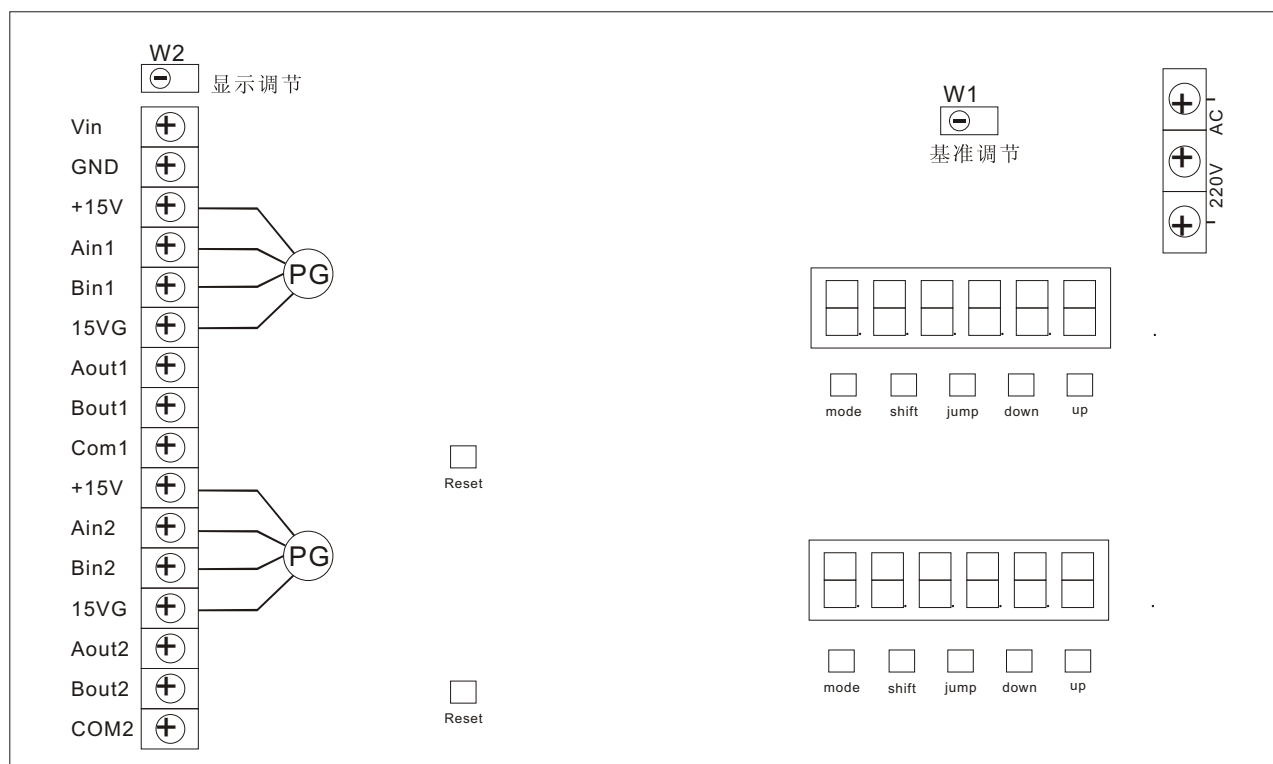 W2
显示调节
W1
基准调节
AC
220V
Vin
GND
+15V
Ain1
Bin1
15VG
PG
Aout1
Bout1
Com1
+15V
Ain2
Bin2
15VG
PG
Aout2
Bout2
COM2
Reset
Reset
mode shift jump down up
mode shift jump down up